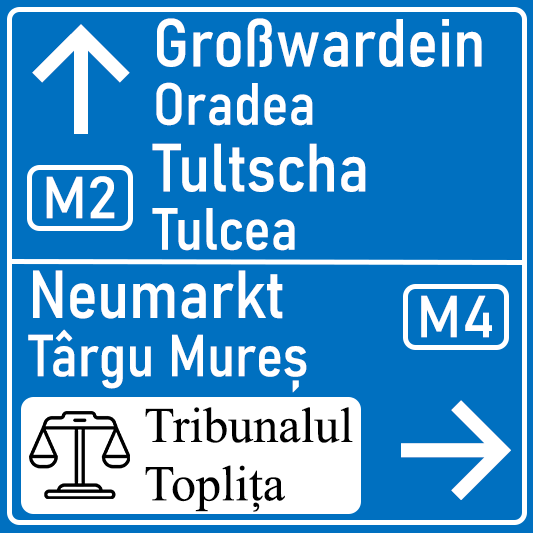 Großwardein
Oradea
M2
Tultscha
Tulcea
Neumarkt
M4
Târgu Mureș
Tribunalul
Toplița